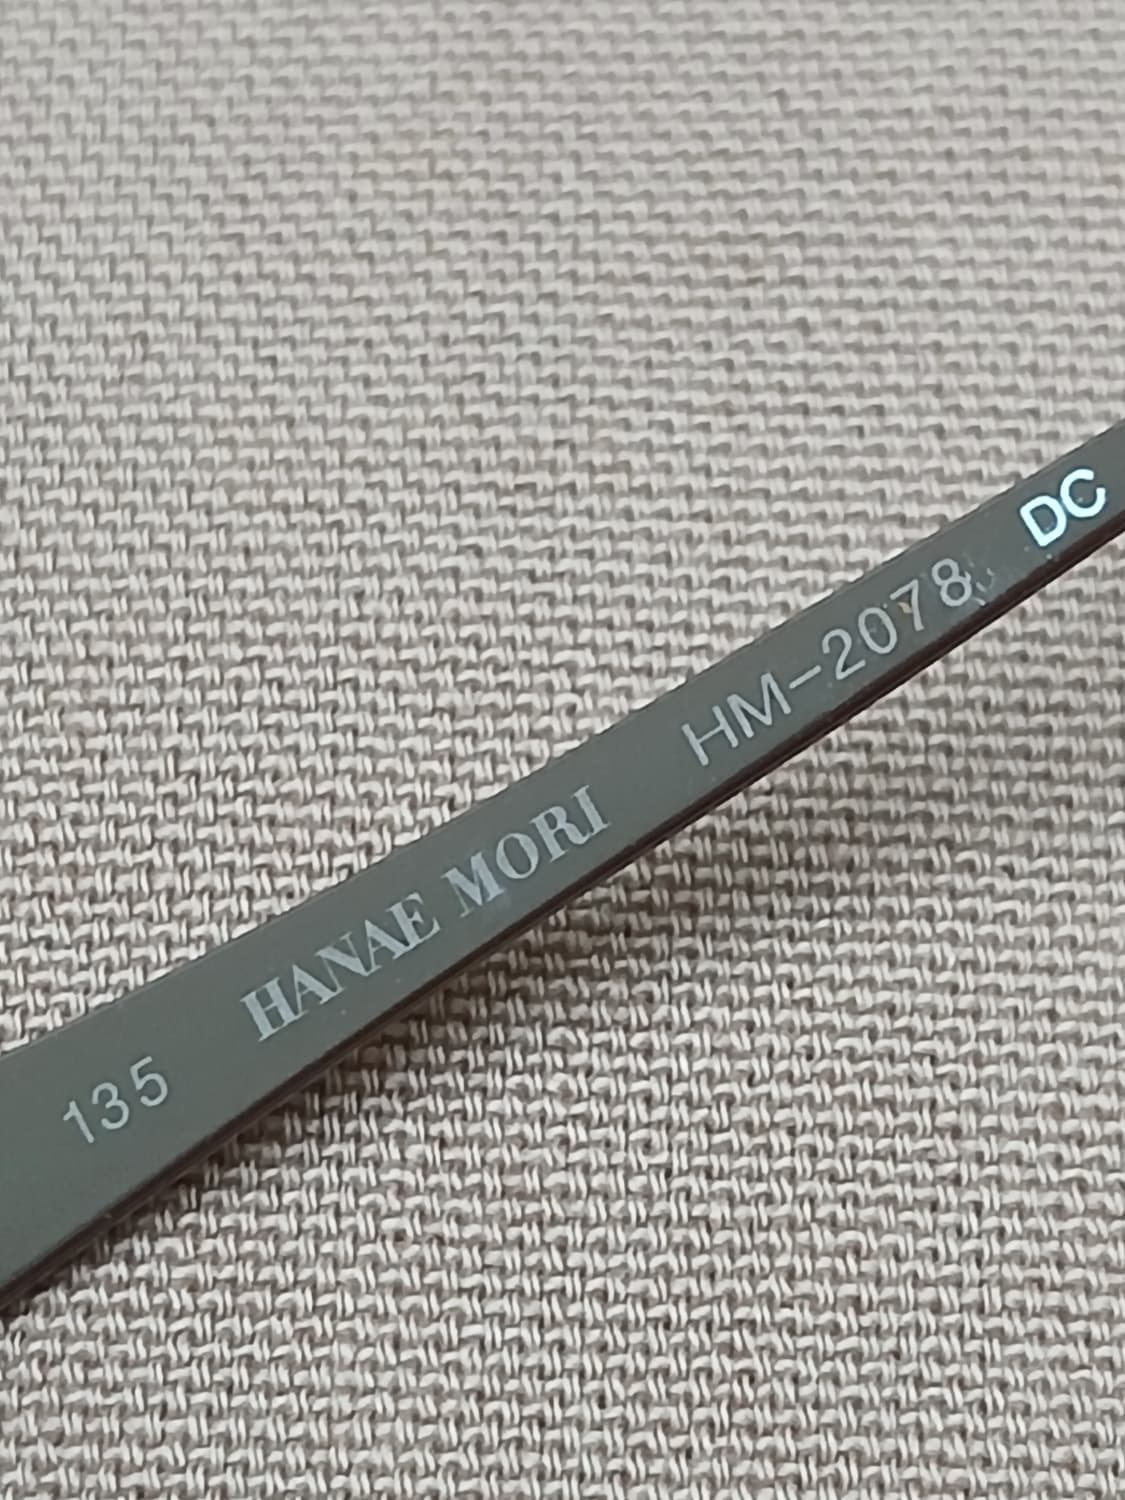 135 HANAE MORI HM-2078 DC